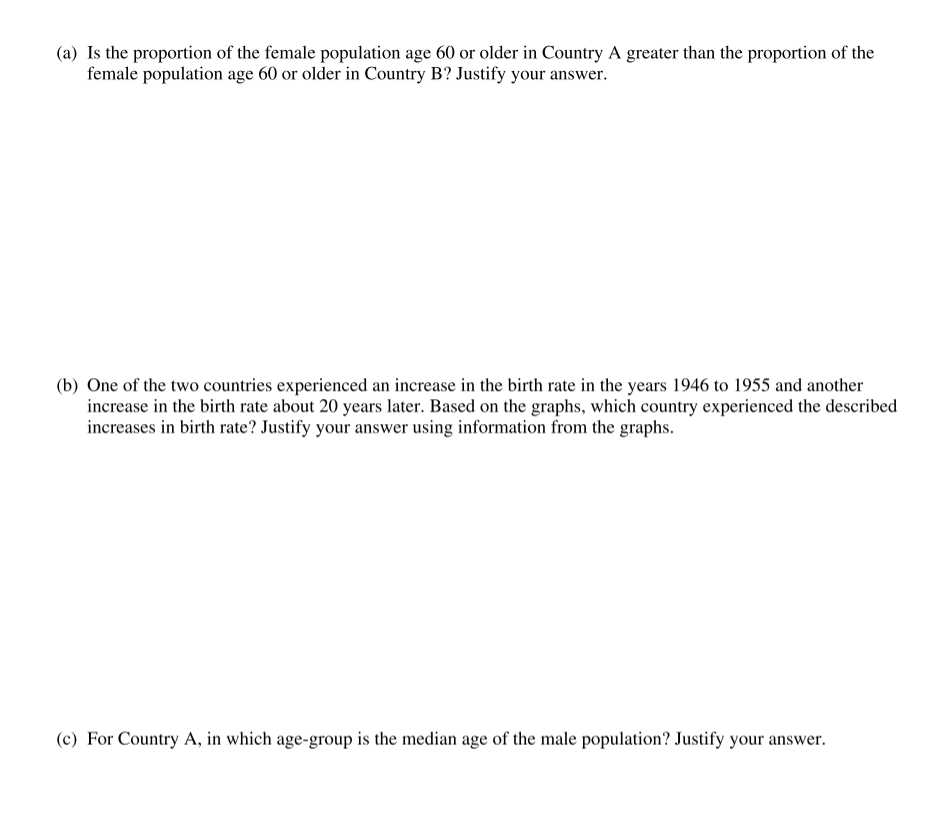 (a) Is the proportion of the female population age 60 or older in Country A greater than the proportion of the
female population age 60 or older in Country B? Justify your answer.
(b) One of the two countries experienced an increase in the birth rate in the years 1946 to 1955 and another
increase in the birth rate about 20 years later. Based on the graphs, which country experienced the described
increases in birth rate? Justify your answer using information from the graphs.
(c) For Country A, in which age-group is the median age of the male population? Justify your answer.